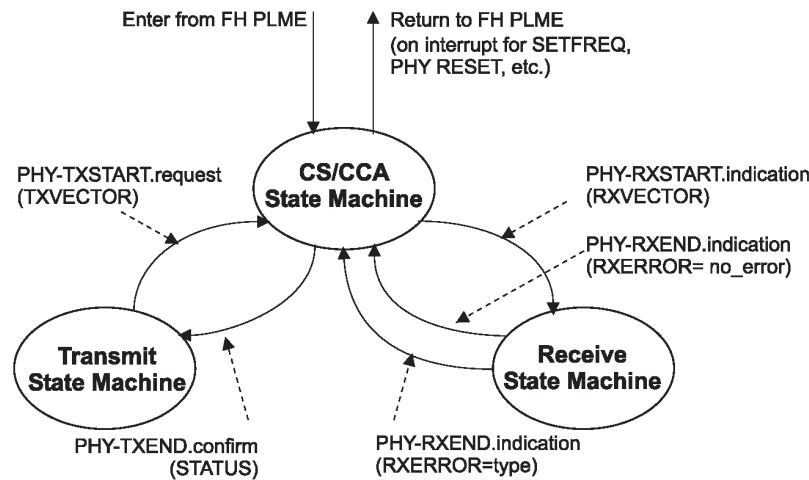 Enter from FH PLME
Return to FH PLME
(on interrupt for SETFREQ,
PHY RESET, etc.)
CS/CCA
State Machine
PHY-TXSTART.request
(TXVECTOR)
PHY-RXSTART.indication
(RXVECTOR)
PHY-RXEND.indication
(RXERROR= no_error)
Transmit
State Machine
Receive
State Machine
PHY-TXEND.confirm
(STATUS)
PHY-RXEND.indication
(RXERROR=type)